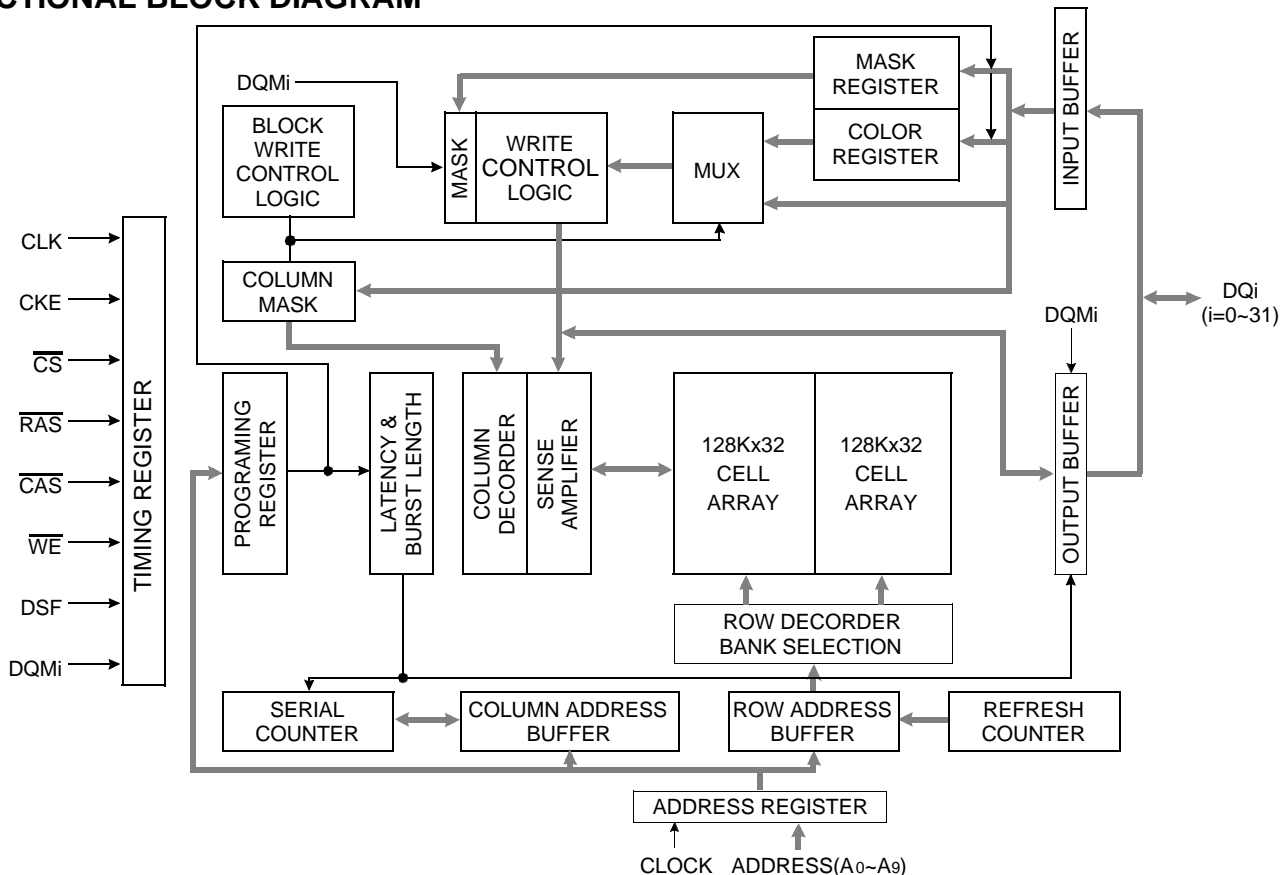 CTIONAL BLOCK DIAGRAM
DQMi
BLOCK
WRITE
CONTROL
LOGIC
MASK
WRITE
CONTROL
LOGIC
MUX
MASK
REGISTER
COLOR
REGISTER
INPUT BUFFER
COLUMN
MASK
CLK
CKE
CS
RAS
CAS
WE
DSF
DQMi
TIMING REGISTER
DQMi
DQi
(i=0~31)
PROGRAMING
REGISTER
LATENCY &
BURST LENGTH
COLUMN
DECORDER
SENSE
AMPLIFIER
128Kx32
CELL
ARRAY
128Kx32
CELL
ARRAY
OUTPUT BUFFER
ROW DECORDER
BANK SELECTION
SERIAL
COUNTER
COLUMN ADDRESS
BUFFER
ROW ADDRESS
BUFFER
REFRESH
COUNTER
ADDRESS REGISTER
CLOCK
ADDRESS(A0~A9)